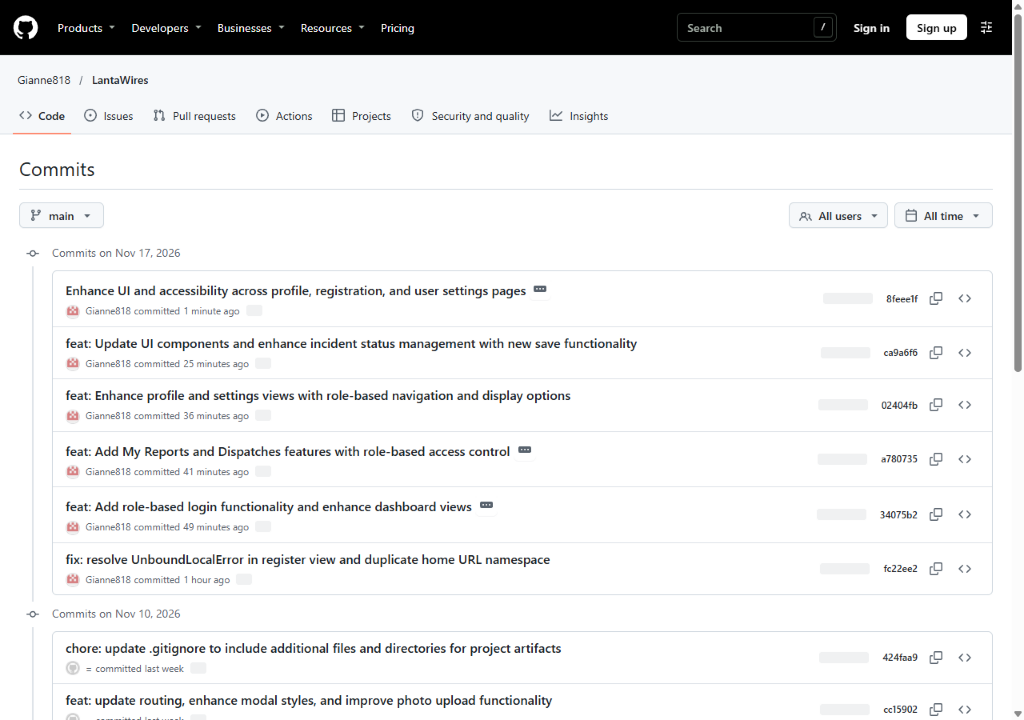 Products Developers Businesses Resources Pricing Search / Sign in Sign up
Gianne818 / LantaWires
Code Issues Pull requests Actions Projects Security and quality Insights
Commits
main All users All time
Commits on Nov 17, 2026
Enhance UI and accessibility across profile, registration, and user settings pages
Gianne818 committed 1 minute ago
8feee1f
feat: Update UI components and enhance incident status management with new save functionality
Gianne818 committed 25 minutes ago
ca9a6f6
feat: Enhance profile and settings views with role-based navigation and display options
Gianne818 committed 36 minutes ago
02404fb
feat: Add My Reports and Dispatches features with role-based access control
Gianne818 committed 41 minutes ago
a780735
feat: Add role-based login functionality and enhance dashboard views
Gianne818 committed 49 minutes ago
34075b2
fix: resolve UnboundLocalError in register view and duplicate home URL namespace
Gianne818 committed 1 hour ago
fc22ee2
Commits on Nov 10, 2026
chore: update .gitignore to include additional files and directories for project artifacts
= committed last week
424faa9
feat: update routing, enhance modal styles, and improve photo upload functionality
cc15902
= committed last week